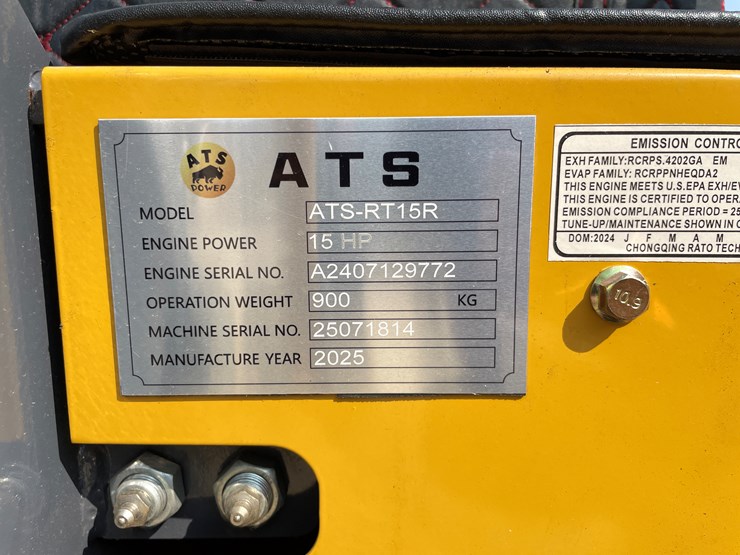 ATS
POWER
ATS
MODEL ATS-RT15R
ENGINE POWER 15 HP
ENGINE SERIAL NO. A2407129772
OPERATION WEIGHT 900 KG
MACHINE SERIAL NO. 25071814
MANUFACTURE YEAR 2025
EMISSION CONTRO
EXH FAMILY:RCRPS.4202GA EM
EVAP FAMILY: RCRPPNHEQDA2
THIS ENGINE MEETS U.S.EPA EXH/E
THIS ENGINE IS CERTIFIED TO OPERA
EMISSION COMPLIANCE PERIOD = 25
TUNE-UP/MAINTENANCE SHOWN IN O
DOM:2024 J F M A M
CHONGQING RATO TECH
10.9